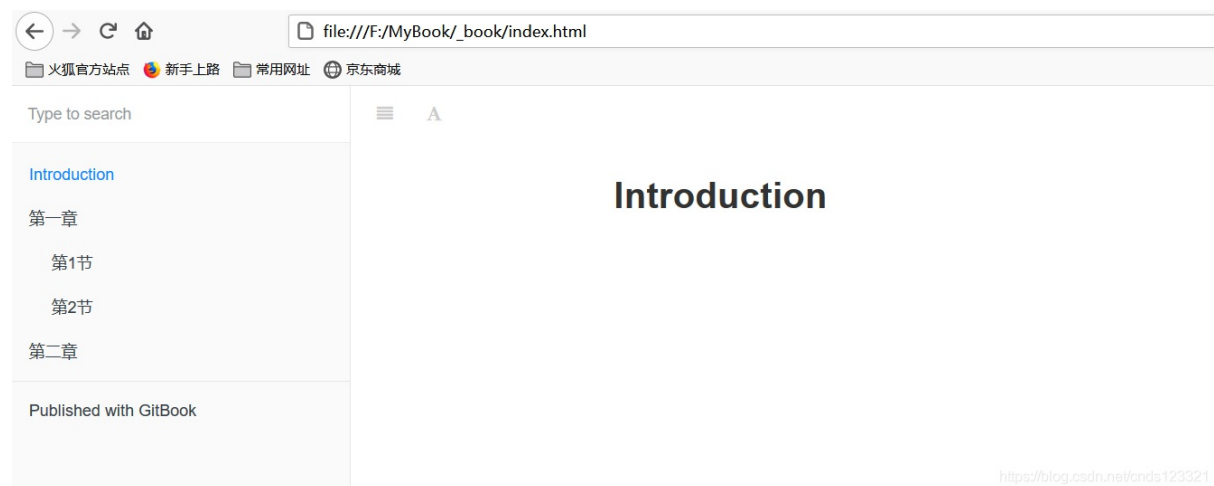 file:///F:/MyBook/_book/index.html
火狐官方站点 新手上路 常用网址 京东商城
Type to search
A
Introduction
第一章
第1节
第2节
第二章
Published with GitBook
Introduction
https://blog.csdn.net/cnds123321